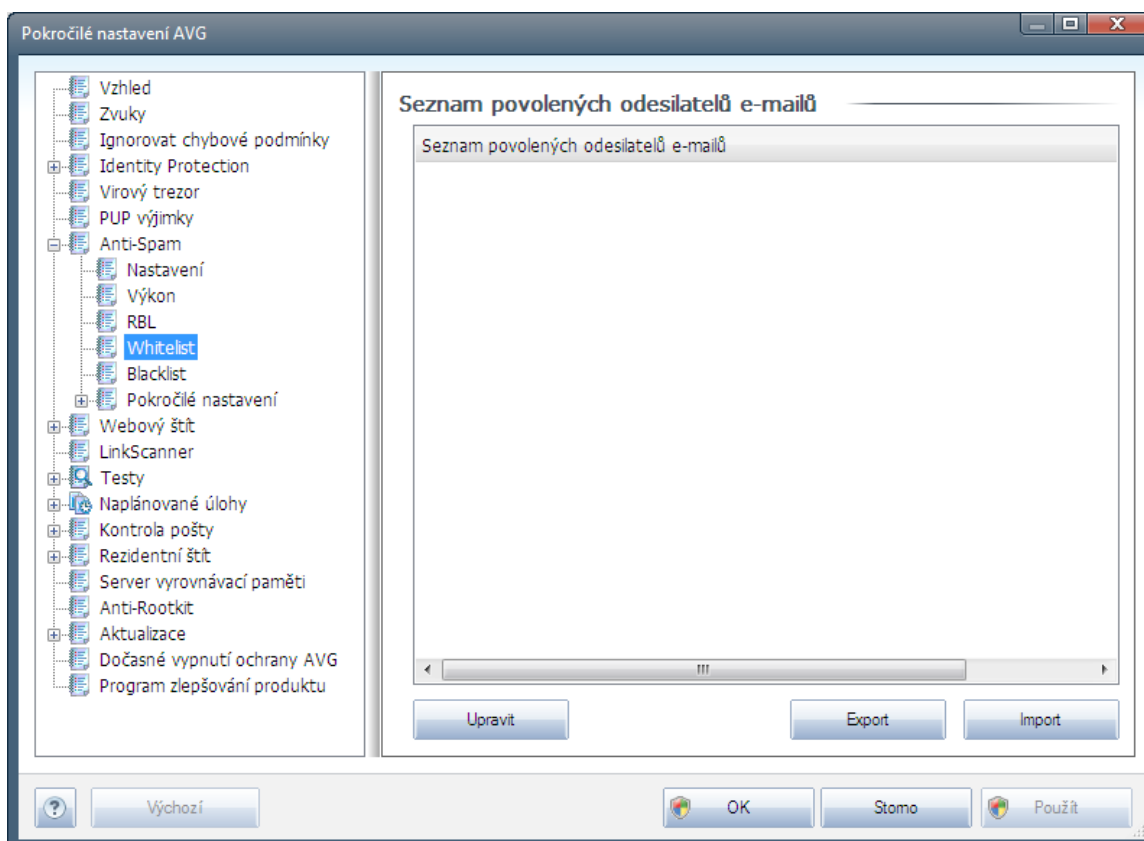 Pokročilé nastavení AVG
Vzhled
Zvuky
Ignorovat chybové podmínky
Identity Protection
Virový trezor
PUP výjimky
Anti-Spam
Nastavení
Výkon
RBL
Whitelist
Blacklist
Pokročilé nastavení
Webový štít
LinkScanner
Testy
Naplánované úlohy
Kontrola pošty
Rezidentní štít
Server vyrovnávací paměti
Anti-Rootkit
Aktualizace
Dočasné vypnutí ochrany AVG
Program zlepšování produktu
Seznam povolených odesilatelů e-mailů
Seznam povolených odesilatelů e-mailů
Upravit
Export
Import
Výchozí
OK
Storno
Použít